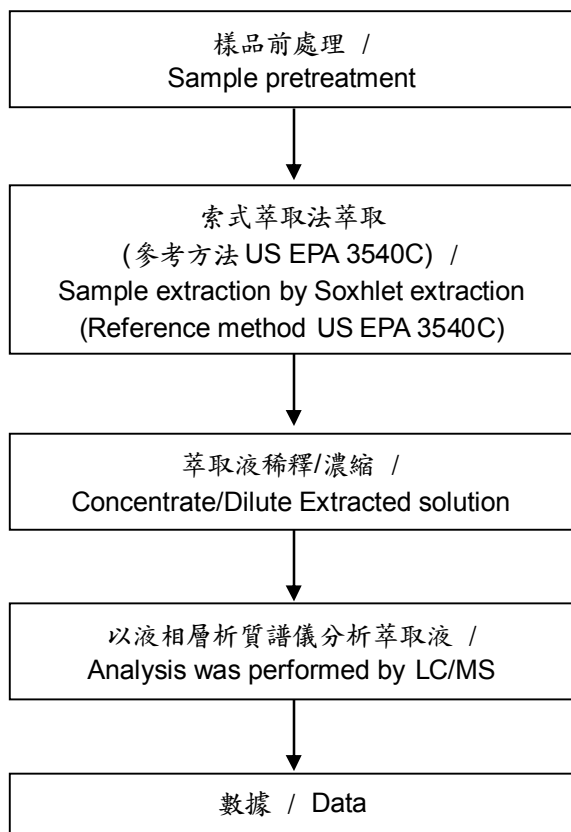 樣品前處理 /
Sample pretreatment
索式萃取法萃取
(參考方法 US EPA 3540C) /
Sample extraction by Soxhlet extraction
(Reference method US EPA 3540C)
萃取液稀釋/濃縮 /
Concentrate/Dilute Extracted solution
以液相層析質譜儀分析萃取液 /
Analysis was performed by LC/MS
數據 / Data